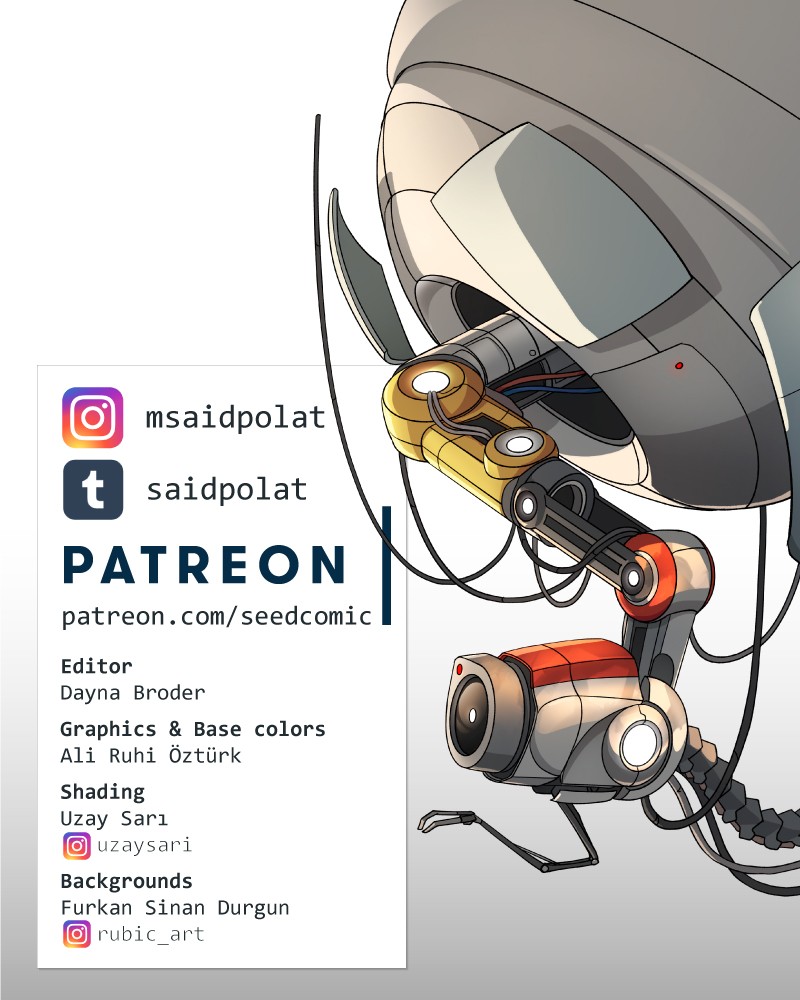 msaidpolat
saidpolat
PATREON
patreon.com/seedcomic
Editor
Dayna Broder
Graphics & Base colors
Ali Ruhi Öztürk
Shading
Uzay Sarı
uzaysari
Backgrounds
Furkan Sinan Durgun
rubic_art